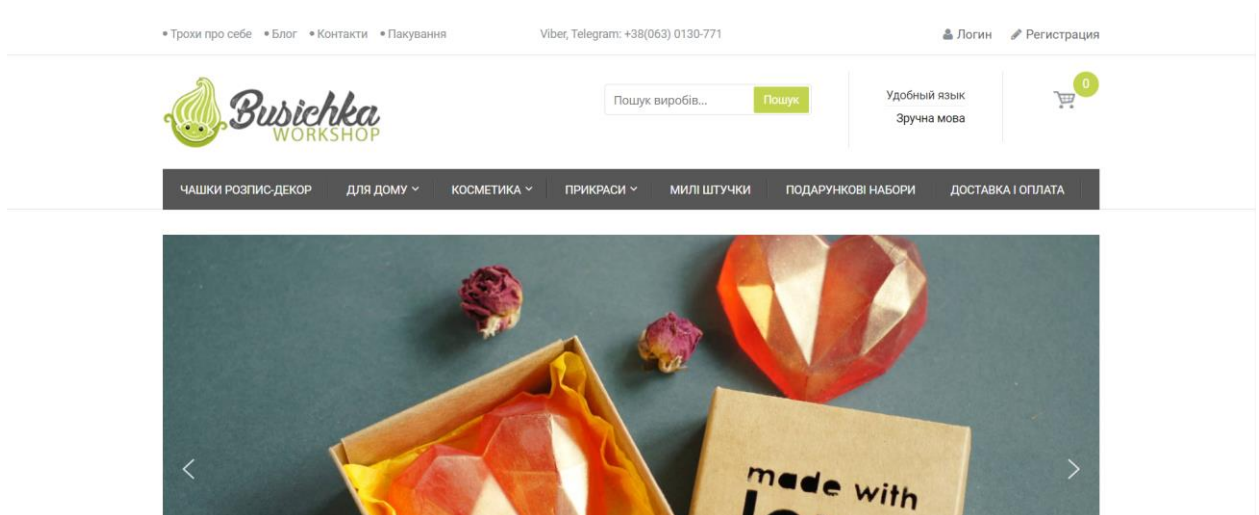 • Трохи про себе • Блог • Контакти • Пакування Viber, Telegram: +38(063) 0130-771 Логин Регистрация
Busichka
WORKSHOP
Пошук виробів... Пошук
Удобный язык
Зручна мова
0
ЧАШКИ РОЗПИС-ДЕКОР ДЛЯ ДОМУ КОСМЕТИКА ПРИКРАСИ МИЛІ ШТУЧКИ ПОДАРУНКОВІ НАБОРИ ДОСТАВКА І ОПЛАТА
made with